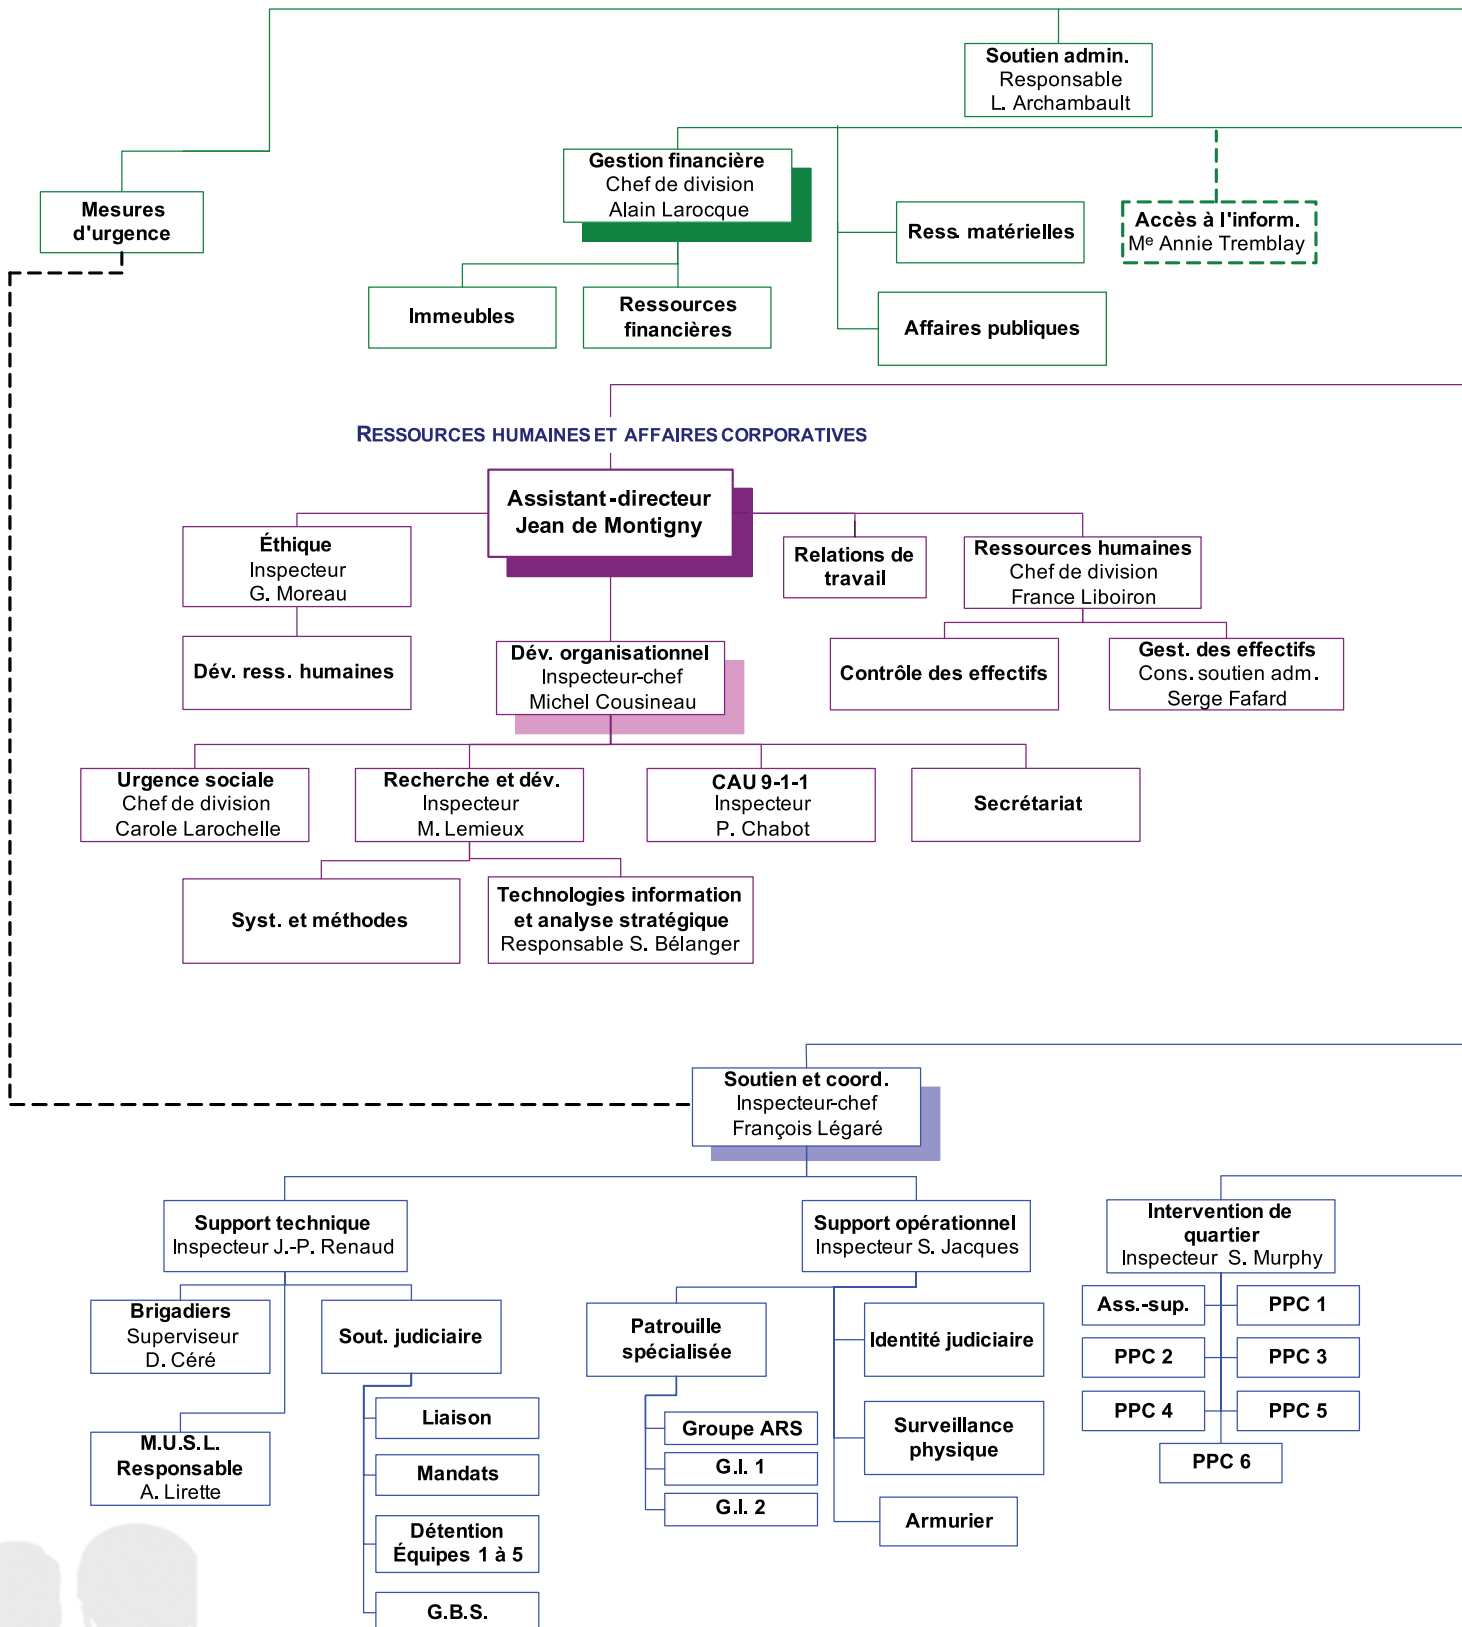 Soutien admin.
Responsable
L. Archambault
Gestion financière
Chef de division
Alain Larocque
Mesures
d'urgence
Ress. matérielles
Accès à l'inform.
Me Annie Tremblay
Immeubles
Ressources
financières
Affaires publiques
RESSOURCES HUMAINES ET AFFAIRES CORPORATIVES
Assistant-directeur
Jean de Montigny
Éthique
Inspecteur
G. Moreau
Relations de
travail
Ressources humaines
Chef de division
France Liboiron
Dév. ress. humaines
Dév. organisationnel
Inspecteur-chef
Michel Cousineau
Contrôle des effectifs
Gest. des effectifs
Cons. soutien adm.
Serge Fafard
Urgence sociale
Chef de division
Carole Larochelle
Recherche et dév.
Inspecteur
M. Lemieux
CAU 9-1-1
Inspecteur
P. Chabot
Secrétariat
Syst. et méthodes
Technologies information
et analyse stratégique
Responsable S. Bélanger
Soutien et coord.
Inspecteur-chef
François Légaré
Support technique
Inspecteur J.-P. Renaud
Support opérationnel
Inspecteur S. Jacques
Intervention de
quartier
Inspecteur S. Murphy
Brigadiers
Superviseur
D. Céré
Sout. judiciaire
Patrouille
spécialisée
Identité judiciaire
Ass.-sup.
PPC 1
PPC 2
PPC 3
PPC 4
PPC 5
PPC 6
Liaison
Mandats
Détention
Équipes 1 à 5
G.B.S.
M.U.S.L.
Responsable
A. Lirette
Groupe ARS
G.I. 1
G.I. 2
Surveillance
physique
Armurier